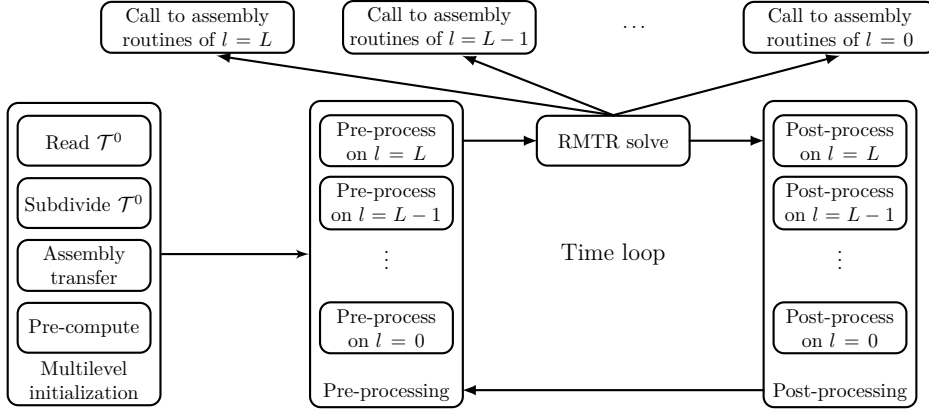 Call to assembly
routines of l = L
Call to assembly
routines of l = L − 1
...
Call to assembly
routines of l = 0
Read 𝒯⁰
Subdivide 𝒯⁰
Assembly
transfer
Pre-compute
Multilevel
initialization
Pre-process
on l = L
Pre-process
on l = L − 1
⋮
Pre-process
on l = 0
Pre-processing
RMTR solve
Time loop
Post-process
on l = L
Post-process
on l = L − 1
⋮
Post-process
on l = 0
Post-processing